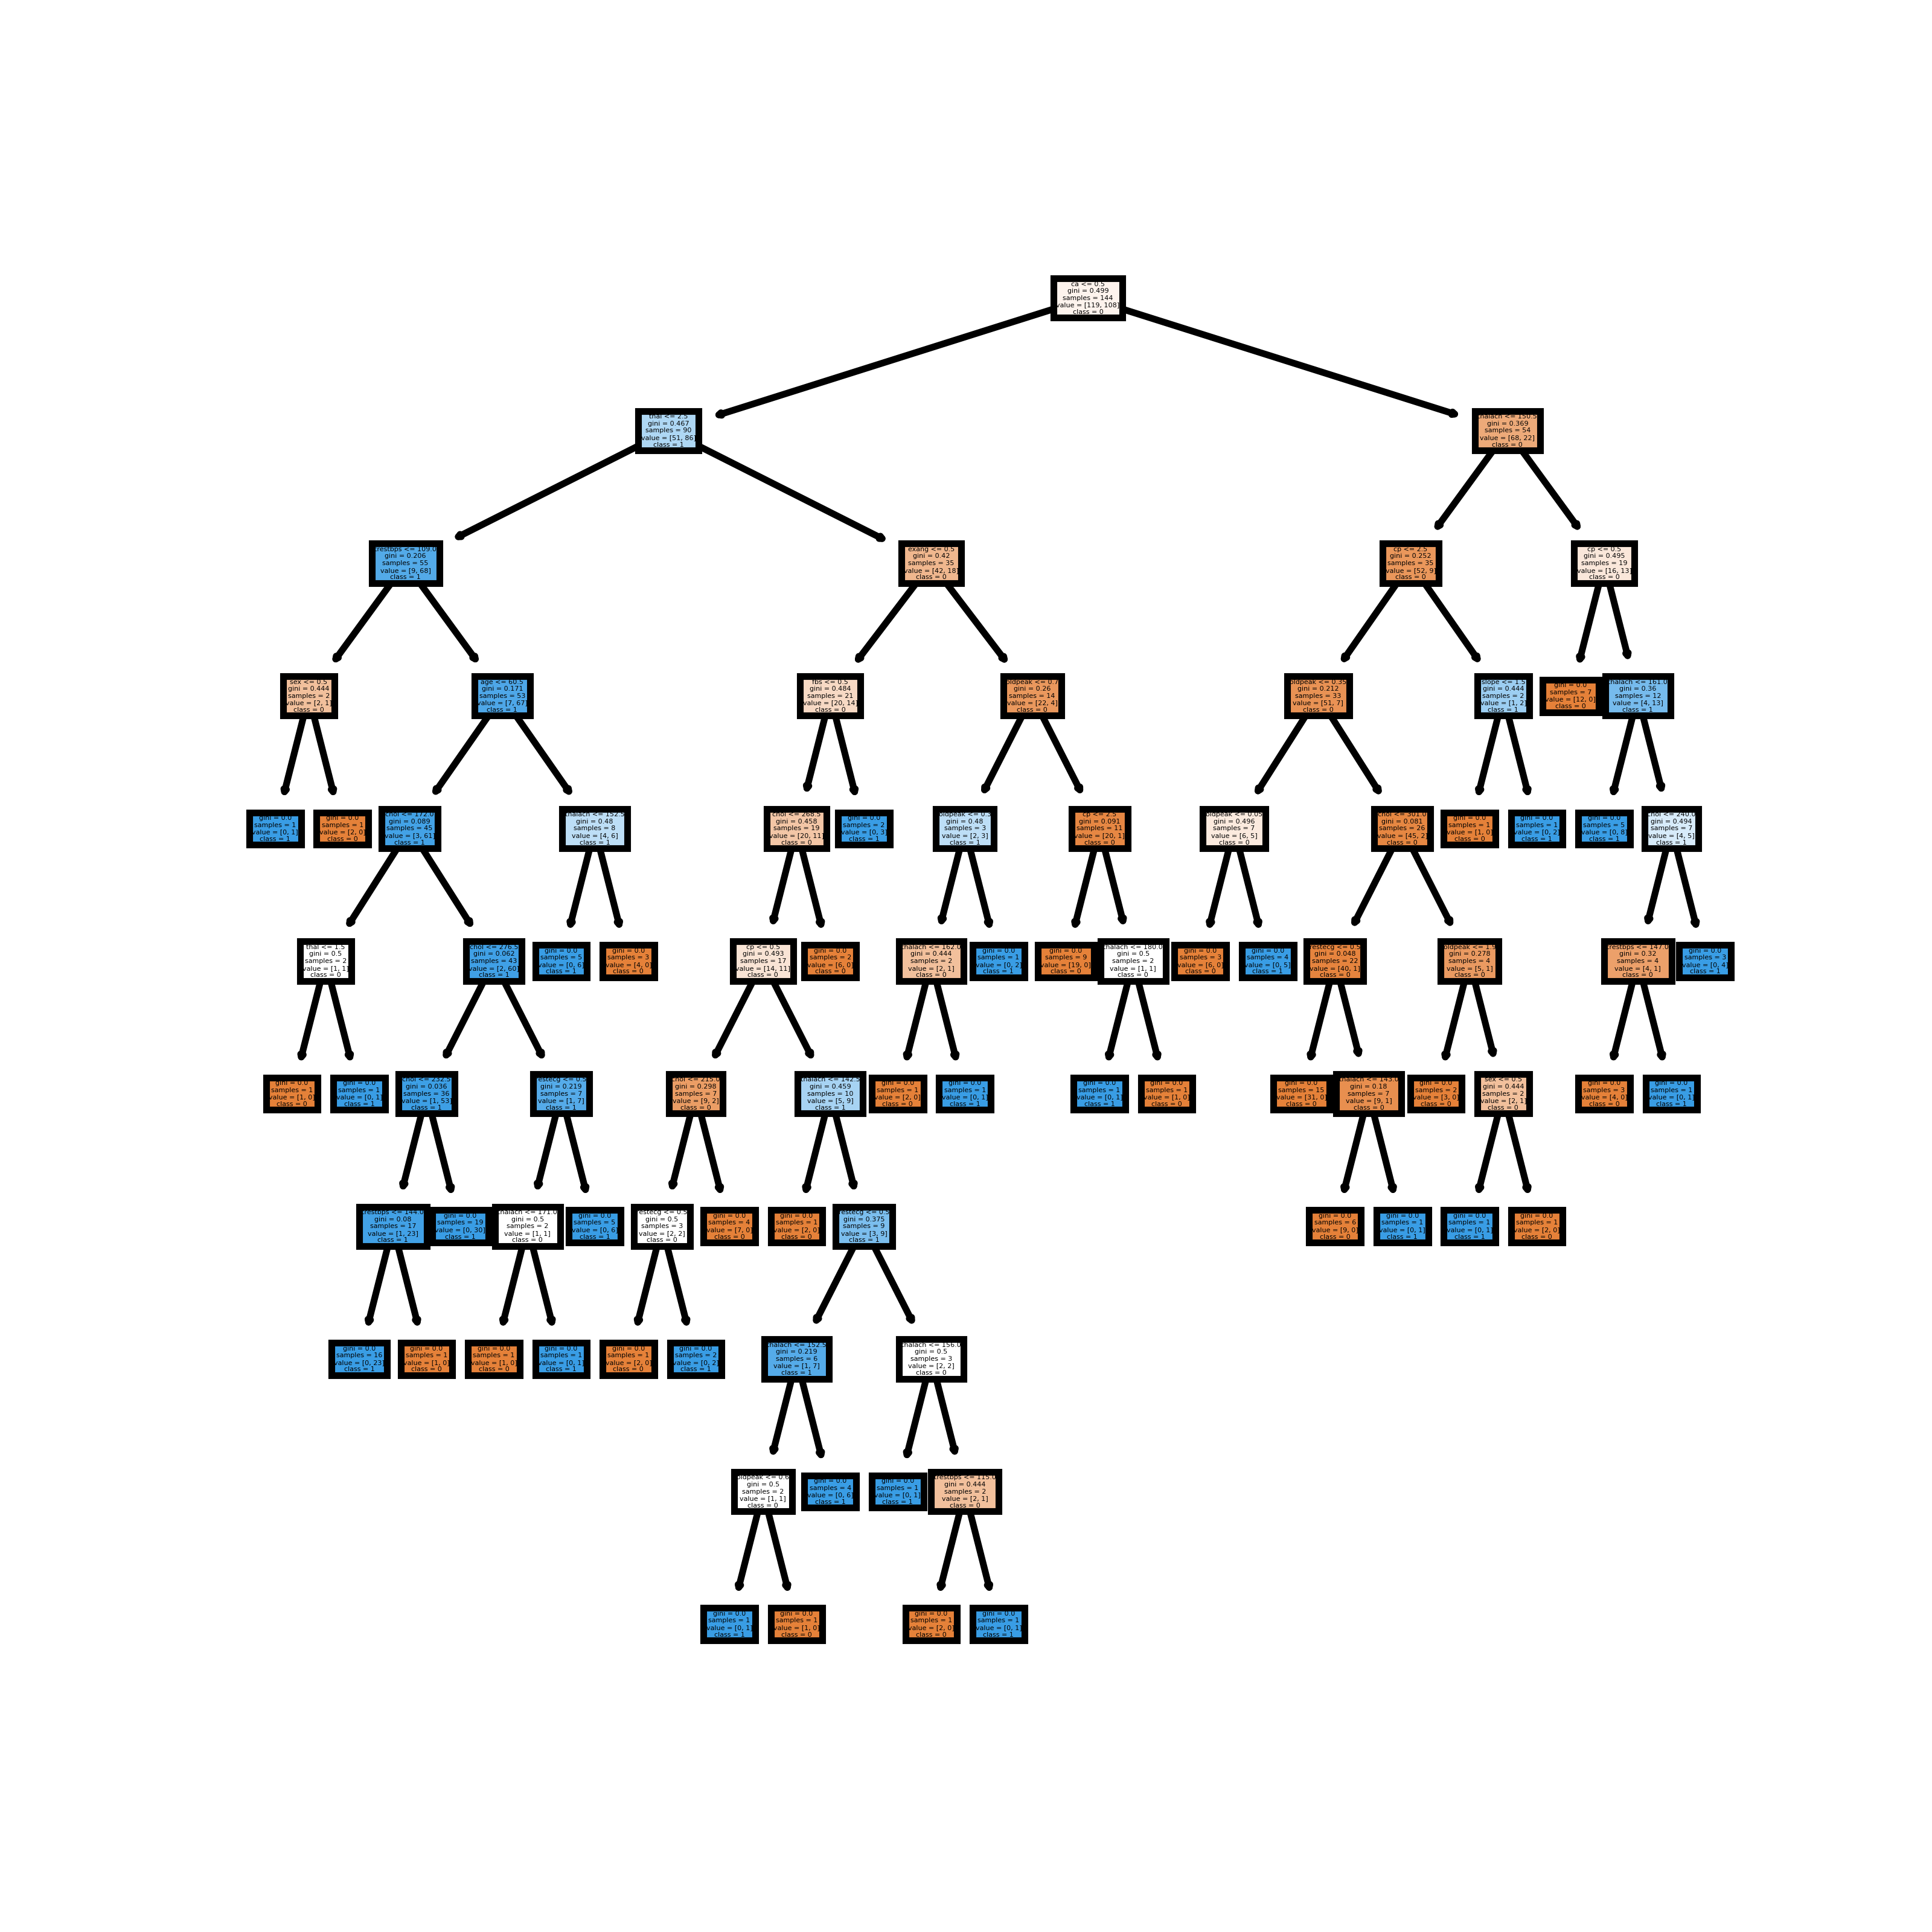 ca <= 0.5
gini = 0.499
samples = 144
value = [119, 108]
class = 0
thal <= 2.5
gini = 0.467
samples = 90
value = [51, 86]
class = 1
thalach <= 150.5
gini = 0.369
samples = 54
value = [68, 22]
class = 0
trestbps <= 109.0
gini = 0.206
samples = 55
value = [9, 68]
class = 1
exang <= 0.5
gini = 0.42
samples = 35
value = [42, 18]
class = 0
cp <= 2.5
gini = 0.252
samples = 35
value = [52, 9]
class = 0
cp <= 0.5
gini = 0.495
samples = 19
value = [16, 13]
class = 0
sex <= 0.5
gini = 0.444
samples = 2
value = [2, 1]
class = 0
age <= 60.5
gini = 0.171
samples = 53
value = [7, 67]
class = 1
fbs <= 0.5
gini = 0.484
samples = 21
value = [20, 14]
class = 0
oldpeak <= 0.7
gini = 0.26
samples = 14
value = [22, 4]
class = 0
oldpeak <= 0.35
gini = 0.212
samples = 33
value = [51, 7]
class = 0
slope <= 1.5
gini = 0.444
samples = 2
value = [1, 2]
class = 1
gini = 0.0
samples = 7
value = [12, 0]
class = 0
thalach <= 161.0
gini = 0.36
samples = 12
value = [4, 13]
class = 1
gini = 0.0
samples = 1
value = [0, 1]
class = 1
gini = 0.0
samples = 1
value = [2, 0]
class = 0
chol <= 172.0
gini = 0.089
samples = 45
value = [3, 61]
class = 1
thalach <= 152.5
gini = 0.48
samples = 8
value = [4, 6]
class = 1
chol <= 268.5
gini = 0.458
samples = 19
value = [20, 11]
class = 0
gini = 0.0
samples = 2
value = [0, 3]
class = 1
oldpeak <= 0.5
gini = 0.48
samples = 3
value = [2, 3]
class = 1
cp <= 2.5
gini = 0.091
samples = 11
value = [20, 1]
class = 0
oldpeak <= 0.05
gini = 0.496
samples = 7
value = [6, 5]
class = 0
chol <= 301.0
gini = 0.081
samples = 26
value = [45, 2]
class = 0
gini = 0.0
samples = 1
value = [1, 0]
class = 0
gini = 0.0
samples = 1
value = [0, 2]
class = 1
gini = 0.0
samples = 5
value = [0, 8]
class = 1
chol <= 240.0
gini = 0.494
samples = 7
value = [4, 5]
class = 1
thal <= 1.5
gini = 0.5
samples = 2
value = [1, 1]
class = 0
chol <= 276.5
gini = 0.062
samples = 43
value = [2, 60]
class = 1
gini = 0.0
samples = 5
value = [0, 6]
class = 1
gini = 0.0
samples = 3
value = [4, 0]
class = 0
cp <= 0.5
gini = 0.493
samples = 17
value = [14, 11]
class = 0
gini = 0.0
samples = 2
value = [6, 0]
class = 0
thalach <= 162.0
gini = 0.444
samples = 2
value = [2, 1]
class = 0
gini = 0.0
samples = 1
value = [0, 2]
class = 1
gini = 0.0
samples = 9
value = [19, 0]
class = 0
thalach <= 180.0
gini = 0.5
samples = 2
value = [1, 1]
class = 0
gini = 0.0
samples = 3
value = [6, 0]
class = 0
gini = 0.0
samples = 4
value = [0, 5]
class = 1
restecg <= 0.5
gini = 0.048
samples = 22
value = [40, 1]
class = 0
oldpeak <= 1.9
gini = 0.278
samples = 4
value = [5, 1]
class = 0
trestbps <= 147.0
gini = 0.32
samples = 4
value = [4, 1]
class = 0
gini = 0.0
samples = 3
value = [0, 4]
class = 1
gini = 0.0
samples = 1
value = [1, 0]
class = 0
gini = 0.0
samples = 1
value = [0, 1]
class = 1
chol <= 232.5
gini = 0.036
samples = 36
value = [1, 53]
class = 1
restecg <= 0.5
gini = 0.219
samples = 7
value = [1, 7]
class = 1
chol <= 215.0
gini = 0.298
samples = 7
value = [9, 2]
class = 0
thalach <= 142.5
gini = 0.459
samples = 10
value = [5, 9]
class = 1
gini = 0.0
samples = 1
value = [2, 0]
class = 0
gini = 0.0
samples = 1
value = [0, 1]
class = 1
gini = 0.0
samples = 1
value = [0, 1]
class = 1
gini = 0.0
samples = 1
value = [1, 0]
class = 0
gini = 0.0
samples = 15
value = [31, 0]
class = 0
thalach <= 143.0
gini = 0.18
samples = 7
value = [9, 1]
class = 0
gini = 0.0
samples = 2
value = [3, 0]
class = 0
sex <= 0.5
gini = 0.444
samples = 2
value = [2, 1]
class = 0
gini = 0.0
samples = 3
value = [4, 0]
class = 0
gini = 0.0
samples = 1
value = [0, 1]
class = 1
trestbps <= 144.0
gini = 0.08
samples = 17
value = [1, 23]
class = 1
gini = 0.0
samples = 19
value = [0, 30]
class = 1
thalach <= 171.0
gini = 0.5
samples = 2
value = [1, 1]
class = 0
gini = 0.0
samples = 5
value = [0, 6]
class = 1
restecg <= 0.5
gini = 0.5
samples = 3
value = [2, 2]
class = 0
gini = 0.0
samples = 4
value = [7, 0]
class = 0
gini = 0.0
samples = 1
value = [2, 0]
class = 0
restecg <= 0.5
gini = 0.375
samples = 9
value = [3, 9]
class = 1
gini = 0.0
samples = 6
value = [9, 0]
class = 0
gini = 0.0
samples = 1
value = [0, 1]
class = 1
gini = 0.0
samples = 1
value = [0, 1]
class = 1
gini = 0.0
samples = 1
value = [2, 0]
class = 0
gini = 0.0
samples = 16
value = [0, 23]
class = 1
gini = 0.0
samples = 1
value = [1, 0]
class = 0
gini = 0.0
samples = 1
value = [1, 0]
class = 0
gini = 0.0
samples = 1
value = [0, 1]
class = 1
gini = 0.0
samples = 1
value = [2, 0]
class = 0
gini = 0.0
samples = 2
value = [0, 2]
class = 1
thalach <= 152.5
gini = 0.219
samples = 6
value = [1, 7]
class = 1
thalach <= 156.0
gini = 0.5
samples = 3
value = [2, 2]
class = 0
oldpeak <= 0.6
gini = 0.5
samples = 2
value = [1, 1]
class = 0
gini = 0.0
samples = 4
value = [0, 6]
class = 1
gini = 0.0
samples = 1
value = [0, 1]
class = 1
trestbps <= 115.0
gini = 0.444
samples = 2
value = [2, 1]
class = 0
gini = 0.0
samples = 1
value = [0, 1]
class = 1
gini = 0.0
samples = 1
value = [1, 0]
class = 0
gini = 0.0
samples = 1
value = [2, 0]
class = 0
gini = 0.0
samples = 1
value = [0, 1]
class = 1